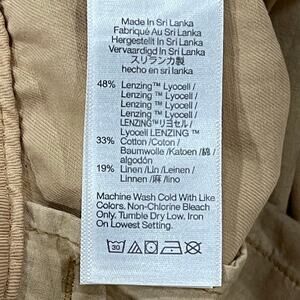 Made In Sri Lanka
Fabriqué Au Sri Lanka
Hergestellt In Sri Lanka
Vervaardigd In Sri Lanka
スリランカ製
hecho en sri lanka
48% Lenzing™ Lyocell /
Lenzing™ Lyocell /
Lenzing™ Lyocell /
Lenzing™ Lyocell /
LENZING™リヨセル /
Lyocell LENZING ™
33% Cotton /Coton /
Baumwolle /Katoen /綿 /
algodón
19% Linen /Lin /Leinen /
Linnen /麻 /lino
Machine Wash Cold With Like
Colors. Non-Chlorine Bleach
Only. Tumble Dry Low. Iron
On Lowest Setting.
30